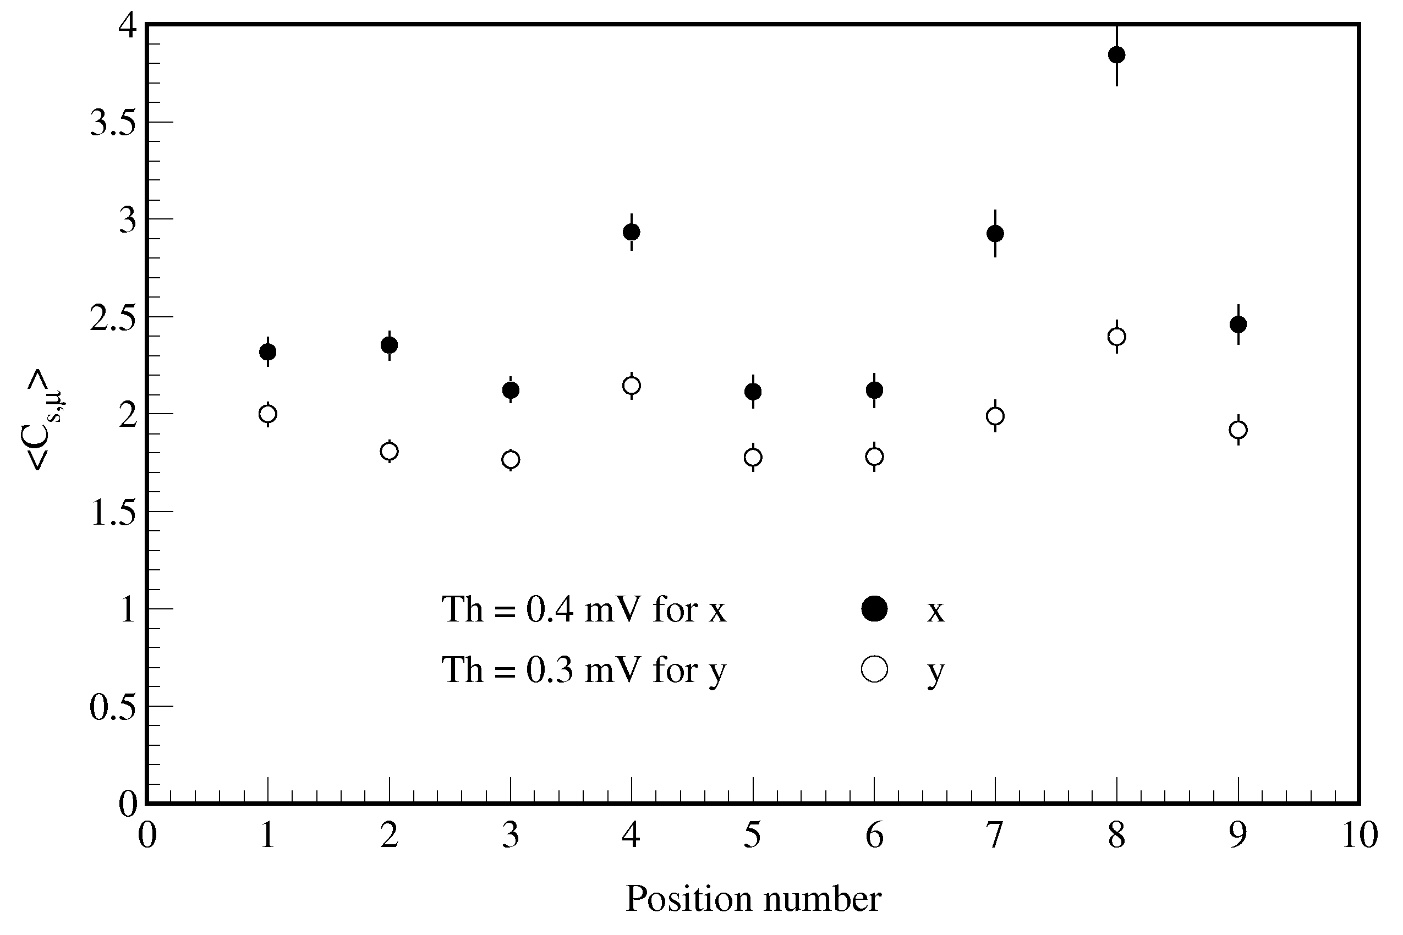 4
3.5
3
2.5
2
1.5
1
0.5
0
<C_{s,μ}>
Th = 0.4 mV for x
x
Th = 0.3 mV for y
y
0 1 2 3 4 5 6 7 8 9 10
Position number